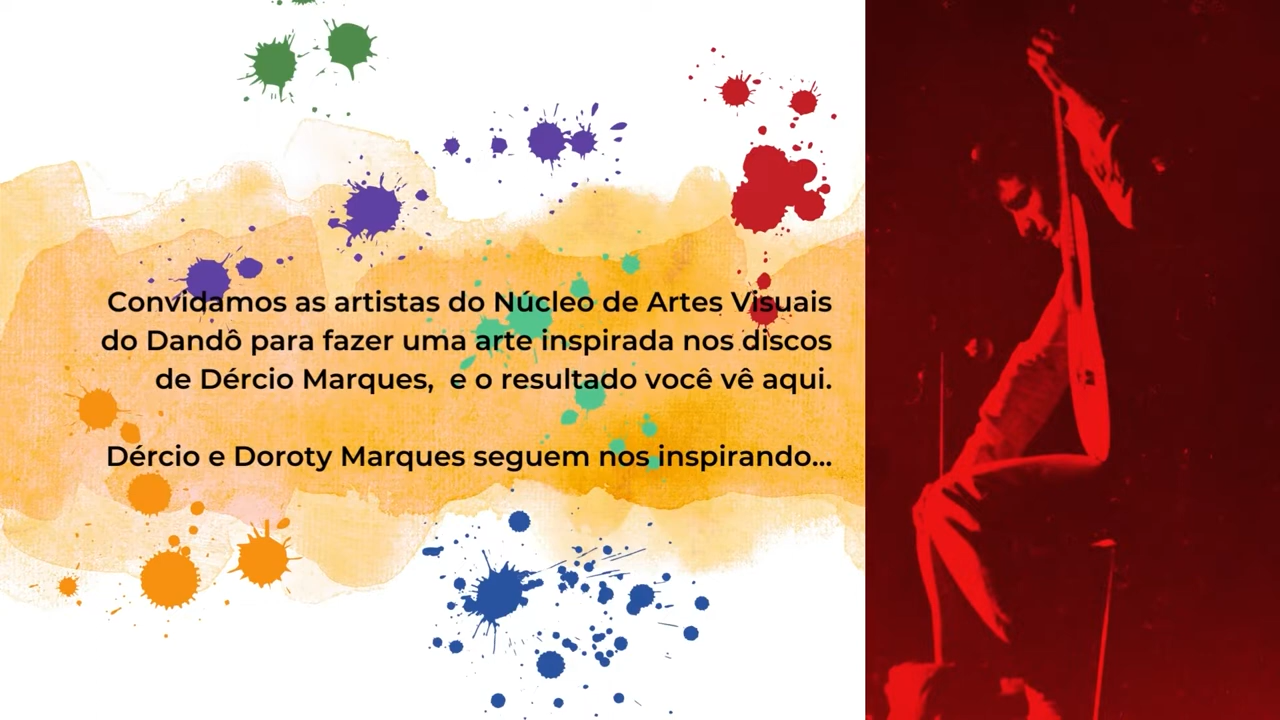 Convidamos as artistas do Núcleo de Artes Visuais
do Dandô para fazer uma arte inspirada nos discos
de Dércio Marques,  e o resultado você vê aqui.
Dércio e Doroty Marques seguem nos inspirando...